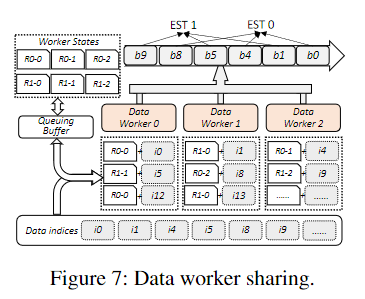 EST 1 EST 0
Worker States
b9 b8 b5 b4 b1 b0
R0-0 R0-1 R0-2
R1-0 R1-1 R1-2
Queuing
Buffer
Data
Worker 0
Data
Worker 1
Data
Worker 2
R0-0 + i0 R1-0 + i1 R0-1 + i4
R1-1 + i5 R0-2 + i8 R1-2 + i9
R0-0 + i12 R1-0 + i13 ...... + ......
Data indices i0 i1 i4 i5 i8 i9 ......
Figure 7: Data worker sharing.